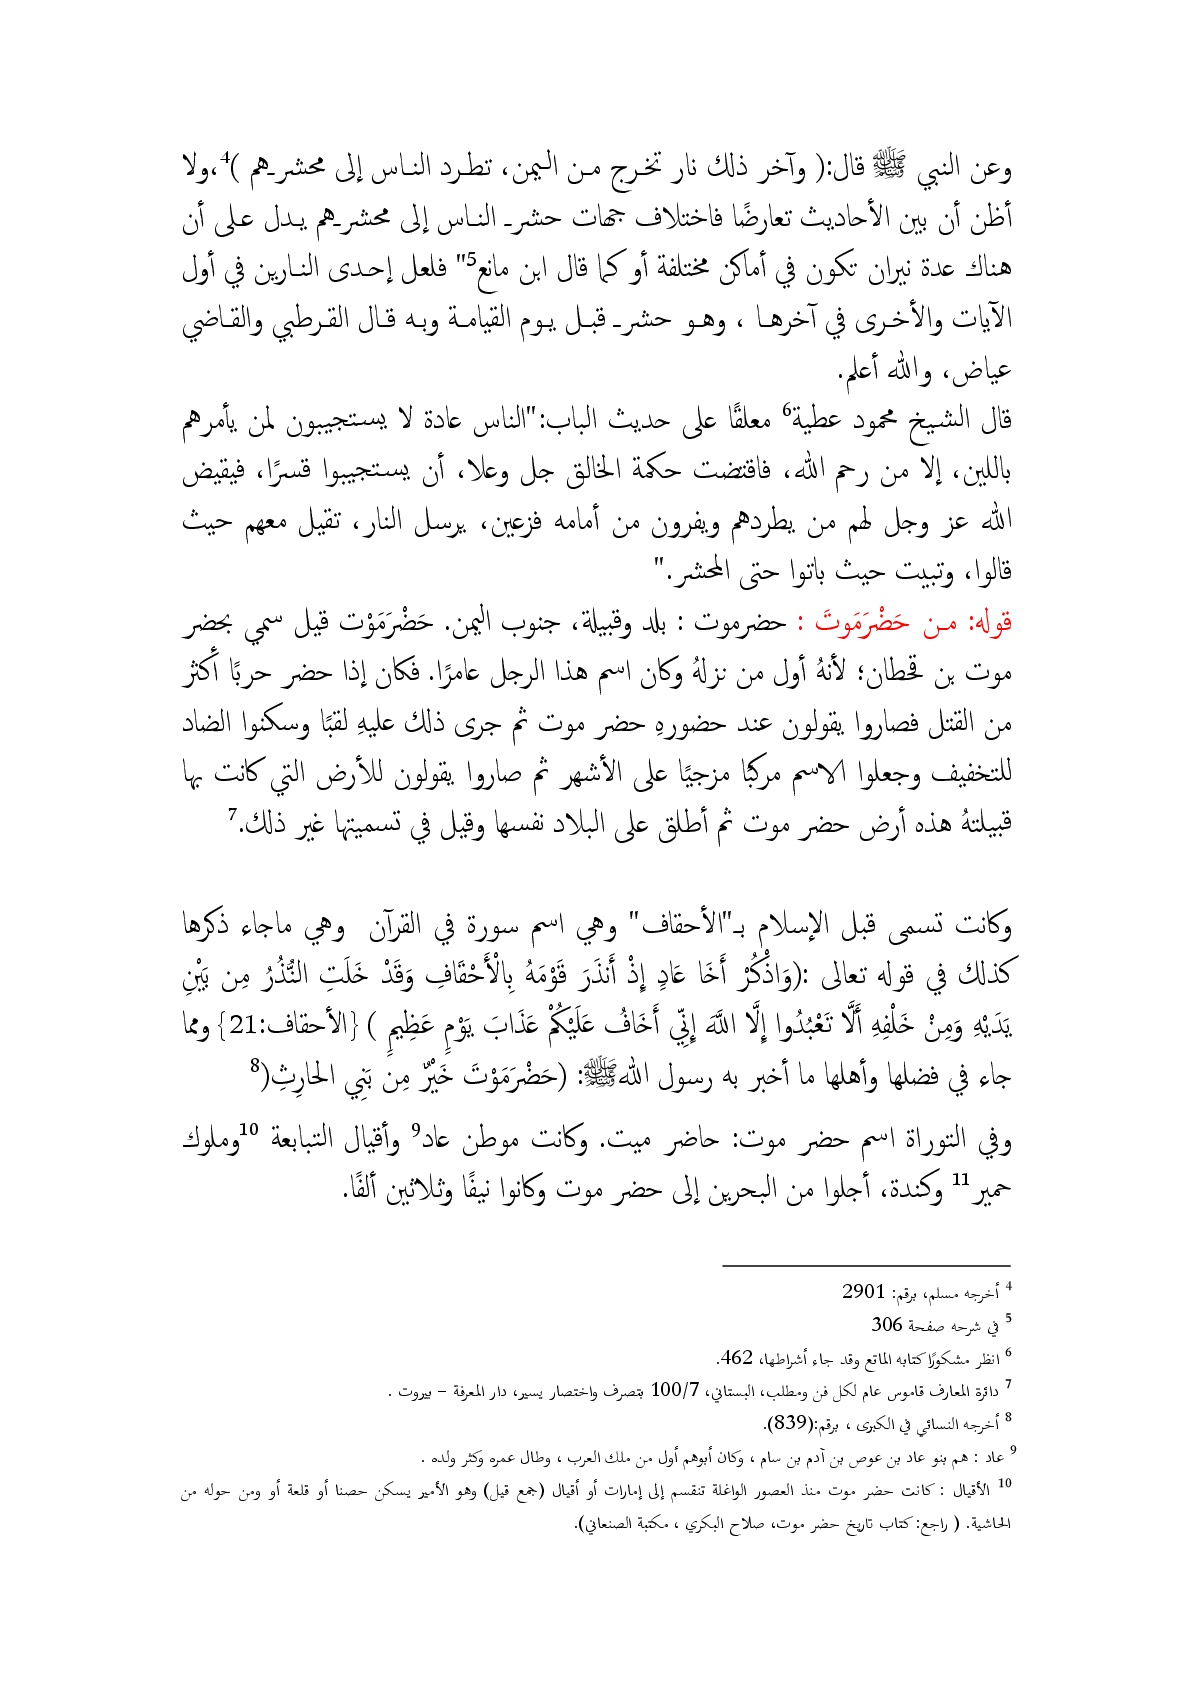 وعن النبي ﷺ قال:( وآخر ذلك نار تخرج من اليمن، تطرد الناس إلى محشرهم )4،ولا
أظن أن بين الأحاديث تعارضًا فاختلاف جهات حشر الناس إلى محشرهم يدل على أن
هناك عدة نيران تكون في أماكن مختلفة أو كما قال ابن مانع5" فلعل إحدى النارين في أول
الآيات والأخرى في آخرها ، وهو حشر قبل يوم القيامة وبه قال القرطبي والقاضي
عياض، والله أعلم.
قال الشيخ محمود عطية6 معلقًا على حديث الباب:"الناس عادة لا يستجيبون لمن يأمرهم
باللين، إلا من رحم الله، فاقتضت حكمة الخالق جل وعلا، أن يستجيبوا قسرًا، فيقيض
الله عز وجل لهم من يطردهم ويفرون من أمامه فزعين، يرسل النار، تقيل معهم حيث
قالوا، وتبيت حيث باتوا حتى المحشر."
قوله: من حَضْرَمَوتَ : حضرموت : بلد وقبيلة، جنوب اليمن. حَضْرَمَوْت قيل سمي بحضر
موت بن قحطان؛ لأنهُ أول من نزلهُ وكان اسم هذا الرجل عامرًا. فكان إذا حضر حربًا أكثر
من القتل فصاروا يقولون عند حضورهِ حضر موت ثم جرى ذلك عليهِ لقبًا وسكنوا الضاد
للتخفيف وجعلوا الاسم مركبًا مزجيًا على الأشهر ثم صاروا يقولون للأرض التي كانت بها
قبيلتهُ هذه أرض حضر موت ثم أطلق على البلاد نفسها وقيل في تسميتها غير ذلك.7
وكانت تسمى قبل الإسلام بـ"الأحقاف" وهي اسم سورة في القرآن وهي ماجاء ذكرها
كذلك في قوله تعالى :(وَاذْكُرْ أَخَا عَادٍ إِذْ أَنذَرَ قَوْمَهُ بِالْأَحْقَافِ وَقَدْ خَلَتِ النُّذُرُ مِن بَيْنِ
يَدَيْهِ وَمِنْ خَلْفِهِ أَلَّا تَعْبُدُوا إِلَّا اللَّهَ إِنِّي أَخَافُ عَلَيْكُمْ عَذَابَ يَوْمٍ عَظِيمٍ ) {الأحقاف:21} ومما
جاء في فضلها وأهلها ما أخبر به رسول اللهﷺ: (حَضْرَمَوْتَ خَيْرٌ مِن بَنِي الحارِثِ(8
وفي التوراة اسم حضر موت: حاضر ميت. وكانت موطن عاد9 وأقيال التبابعة 10وملوك
حمير11 وكندة، أجلوا من البحرين إلى حضر موت وكانوا نيفًا وثلاثين ألفًا.
4 أخرجه مسلم، برقم: 2901
5 في شرحه صفحة 306
6 انظر مشكورًا كتابه الماتع وقد جاء أشراطها، 462.
7 دائرة المعارف قاموس عام لكل فن ومطلب، البستاني، 100/7 بتصرف واختصار يسير، دار المعرفة – بيروت .
8 أخرجه النسائي في الكبرى ، برقم:(839).
9 عاد : هم بنو عاد بن عوص بن آدم بن سام ، وكان أبوهم أول من ملك العرب ، وطال عمره وكثر ولده .
10 الأقيال : كانت حضر موت منذ العصور الواغلة تنقسم إلى إمارات أو أقيال (جمع قيل) وهو الأمير يسكن حصنا أو قلعة أو ومن حوله من
الحاشية. ( راجع: كتاب تاريخ حضر موت، صلاح البكري ، مكتبة الصنعاني).